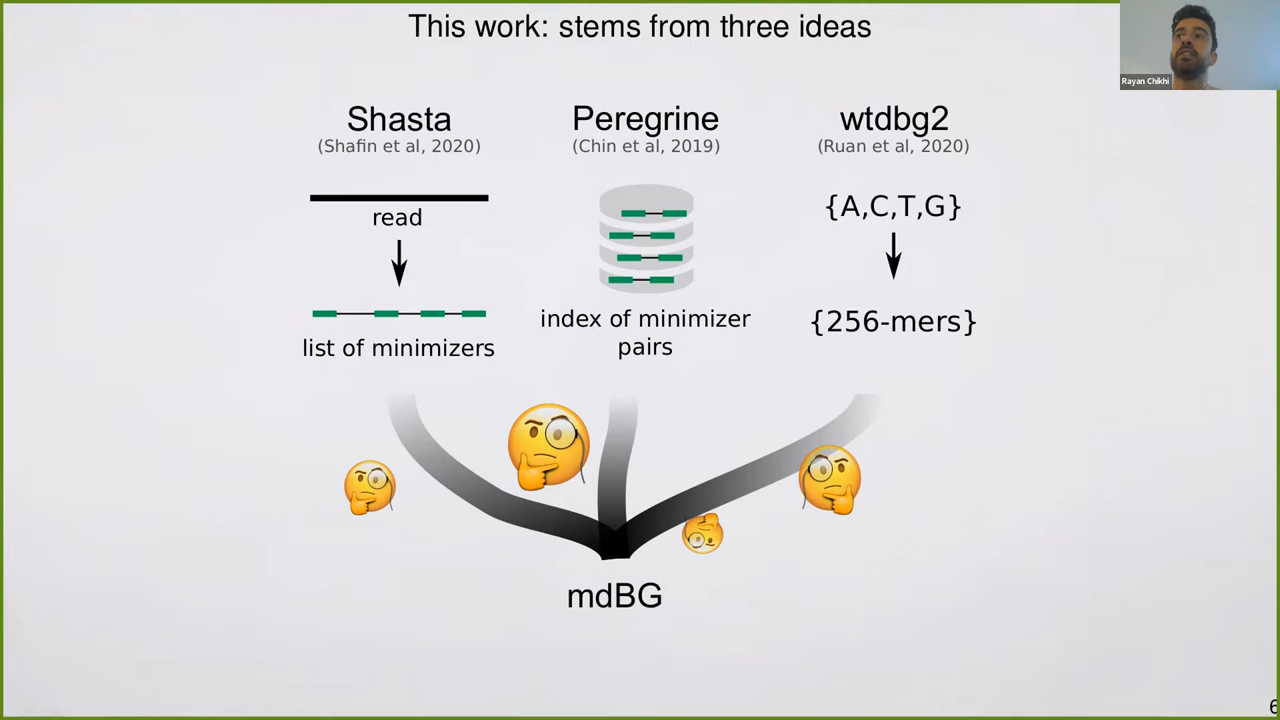 This work: stems from three ideas
Rayan Chikhi
Shasta
(Shafin et al, 2020)
read
list of minimizers
Peregrine
(Chin et al, 2019)
index of minimizer
pairs
wtdbg2
(Ruan et al, 2020)
{A,C,T,G}
{256-mers}
mdBG
6